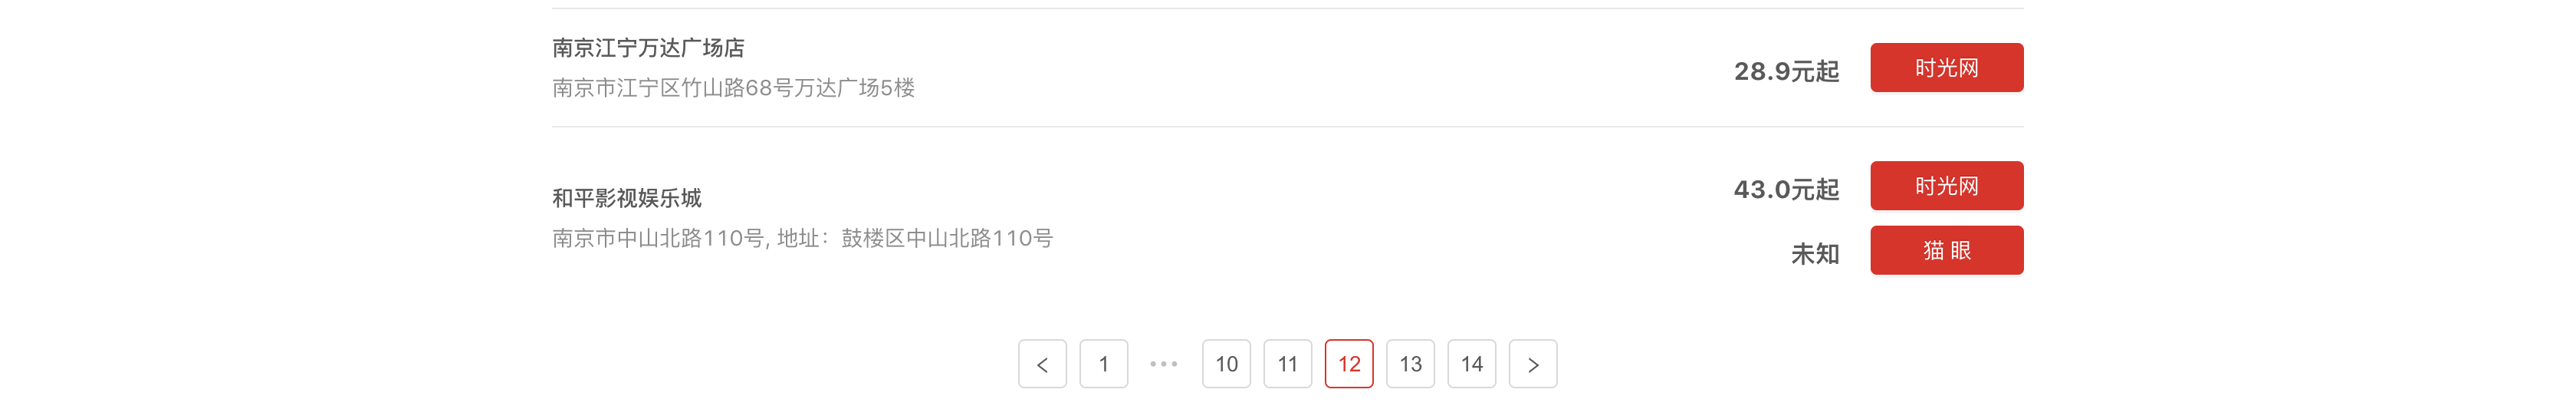 南京江宁万达广场店
南京市江宁区竹山路68号万达广场5楼
28.9元起
时光网
和平影视娱乐城
南京市中山北路110号, 地址：鼓楼区中山北路110号
43.0元起
时光网
未知
猫 眼
< 1 ••• 10 11 12 13 14 >